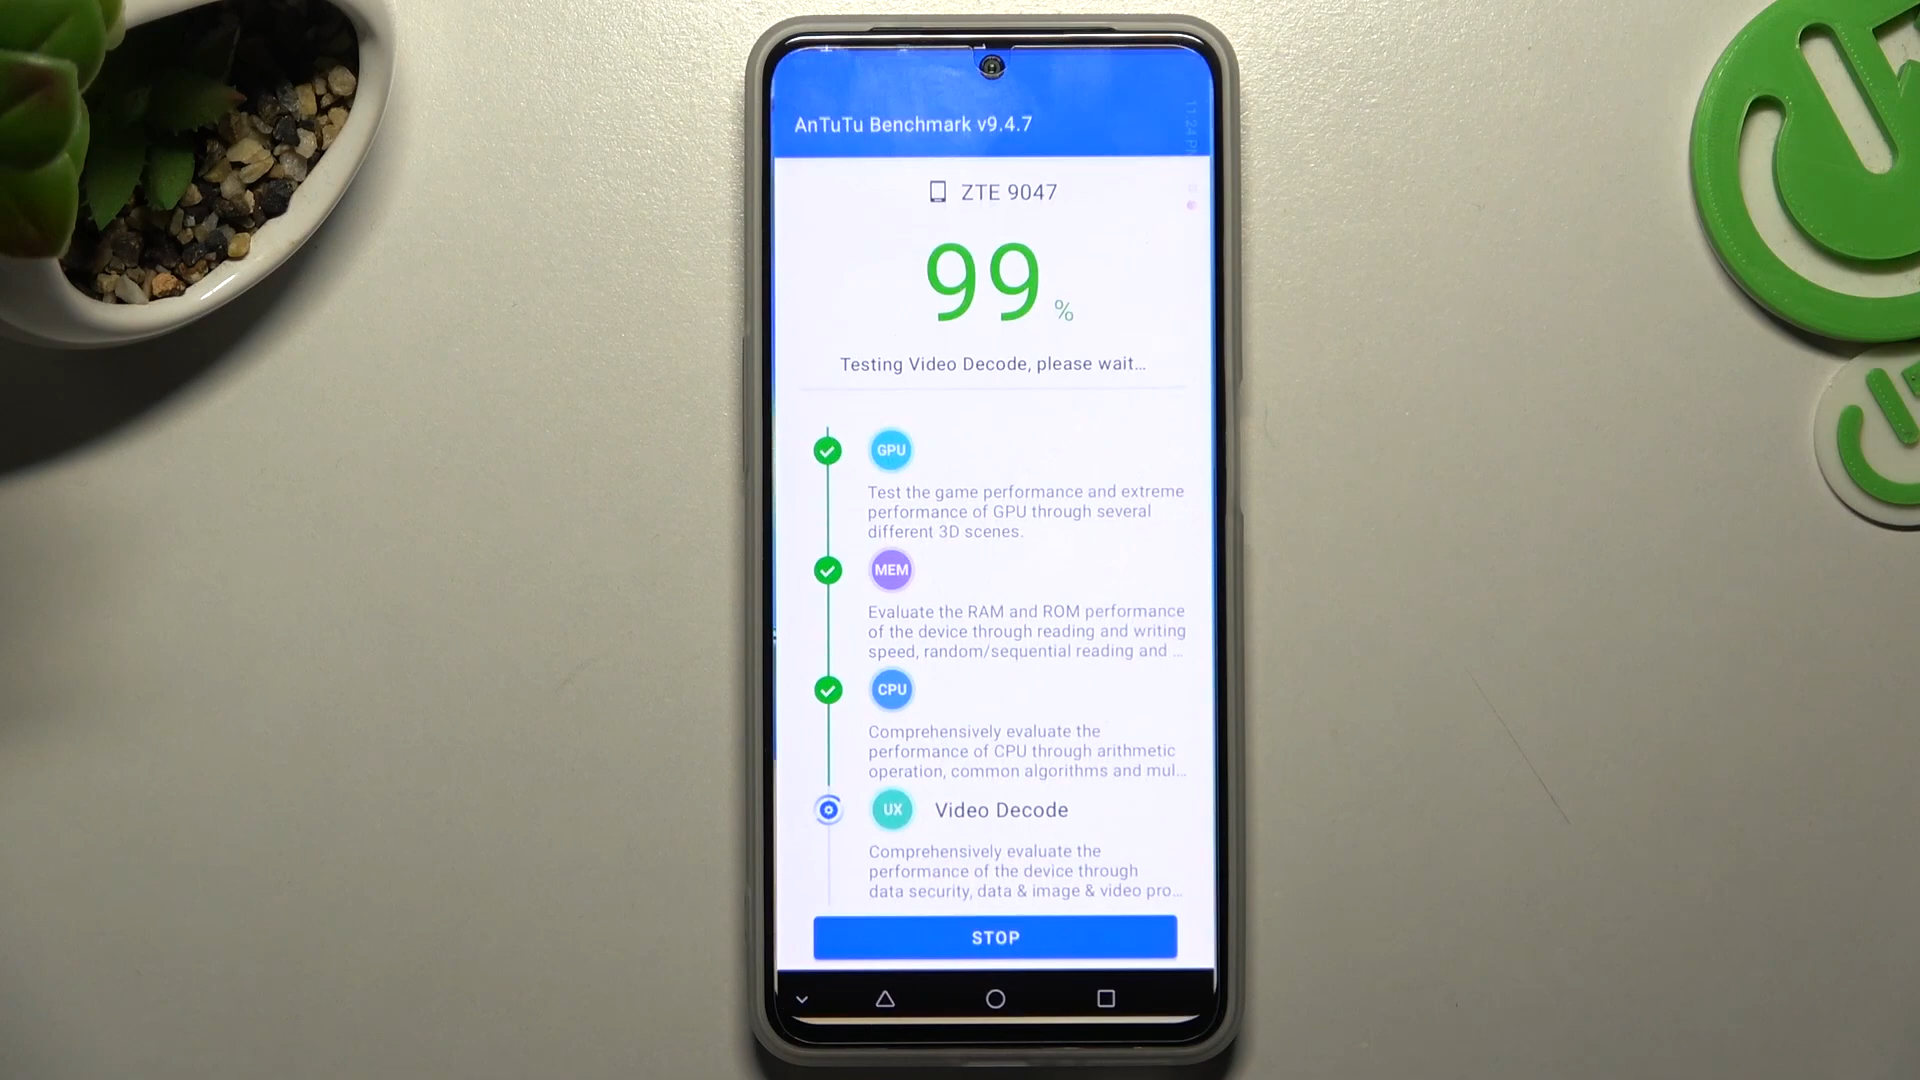 AnTuTu Benchmark v9.4.7
ZTE 9047
99 %
Testing Video Decode, please wait...
GPU
Test the game performance and extreme
performance of GPU through several
different 3D scenes.
MEM
Evaluate the RAM and ROM performance
of the device through reading and writing
speed, random/sequential reading and ...
CPU
Comprehensively evaluate the
performance of CPU through arithmetic
operation, common algorithms and mul...
UX Video Decode
Comprehensively evaluate the
performance of the device through
data security, data & image & video pro...
STOP